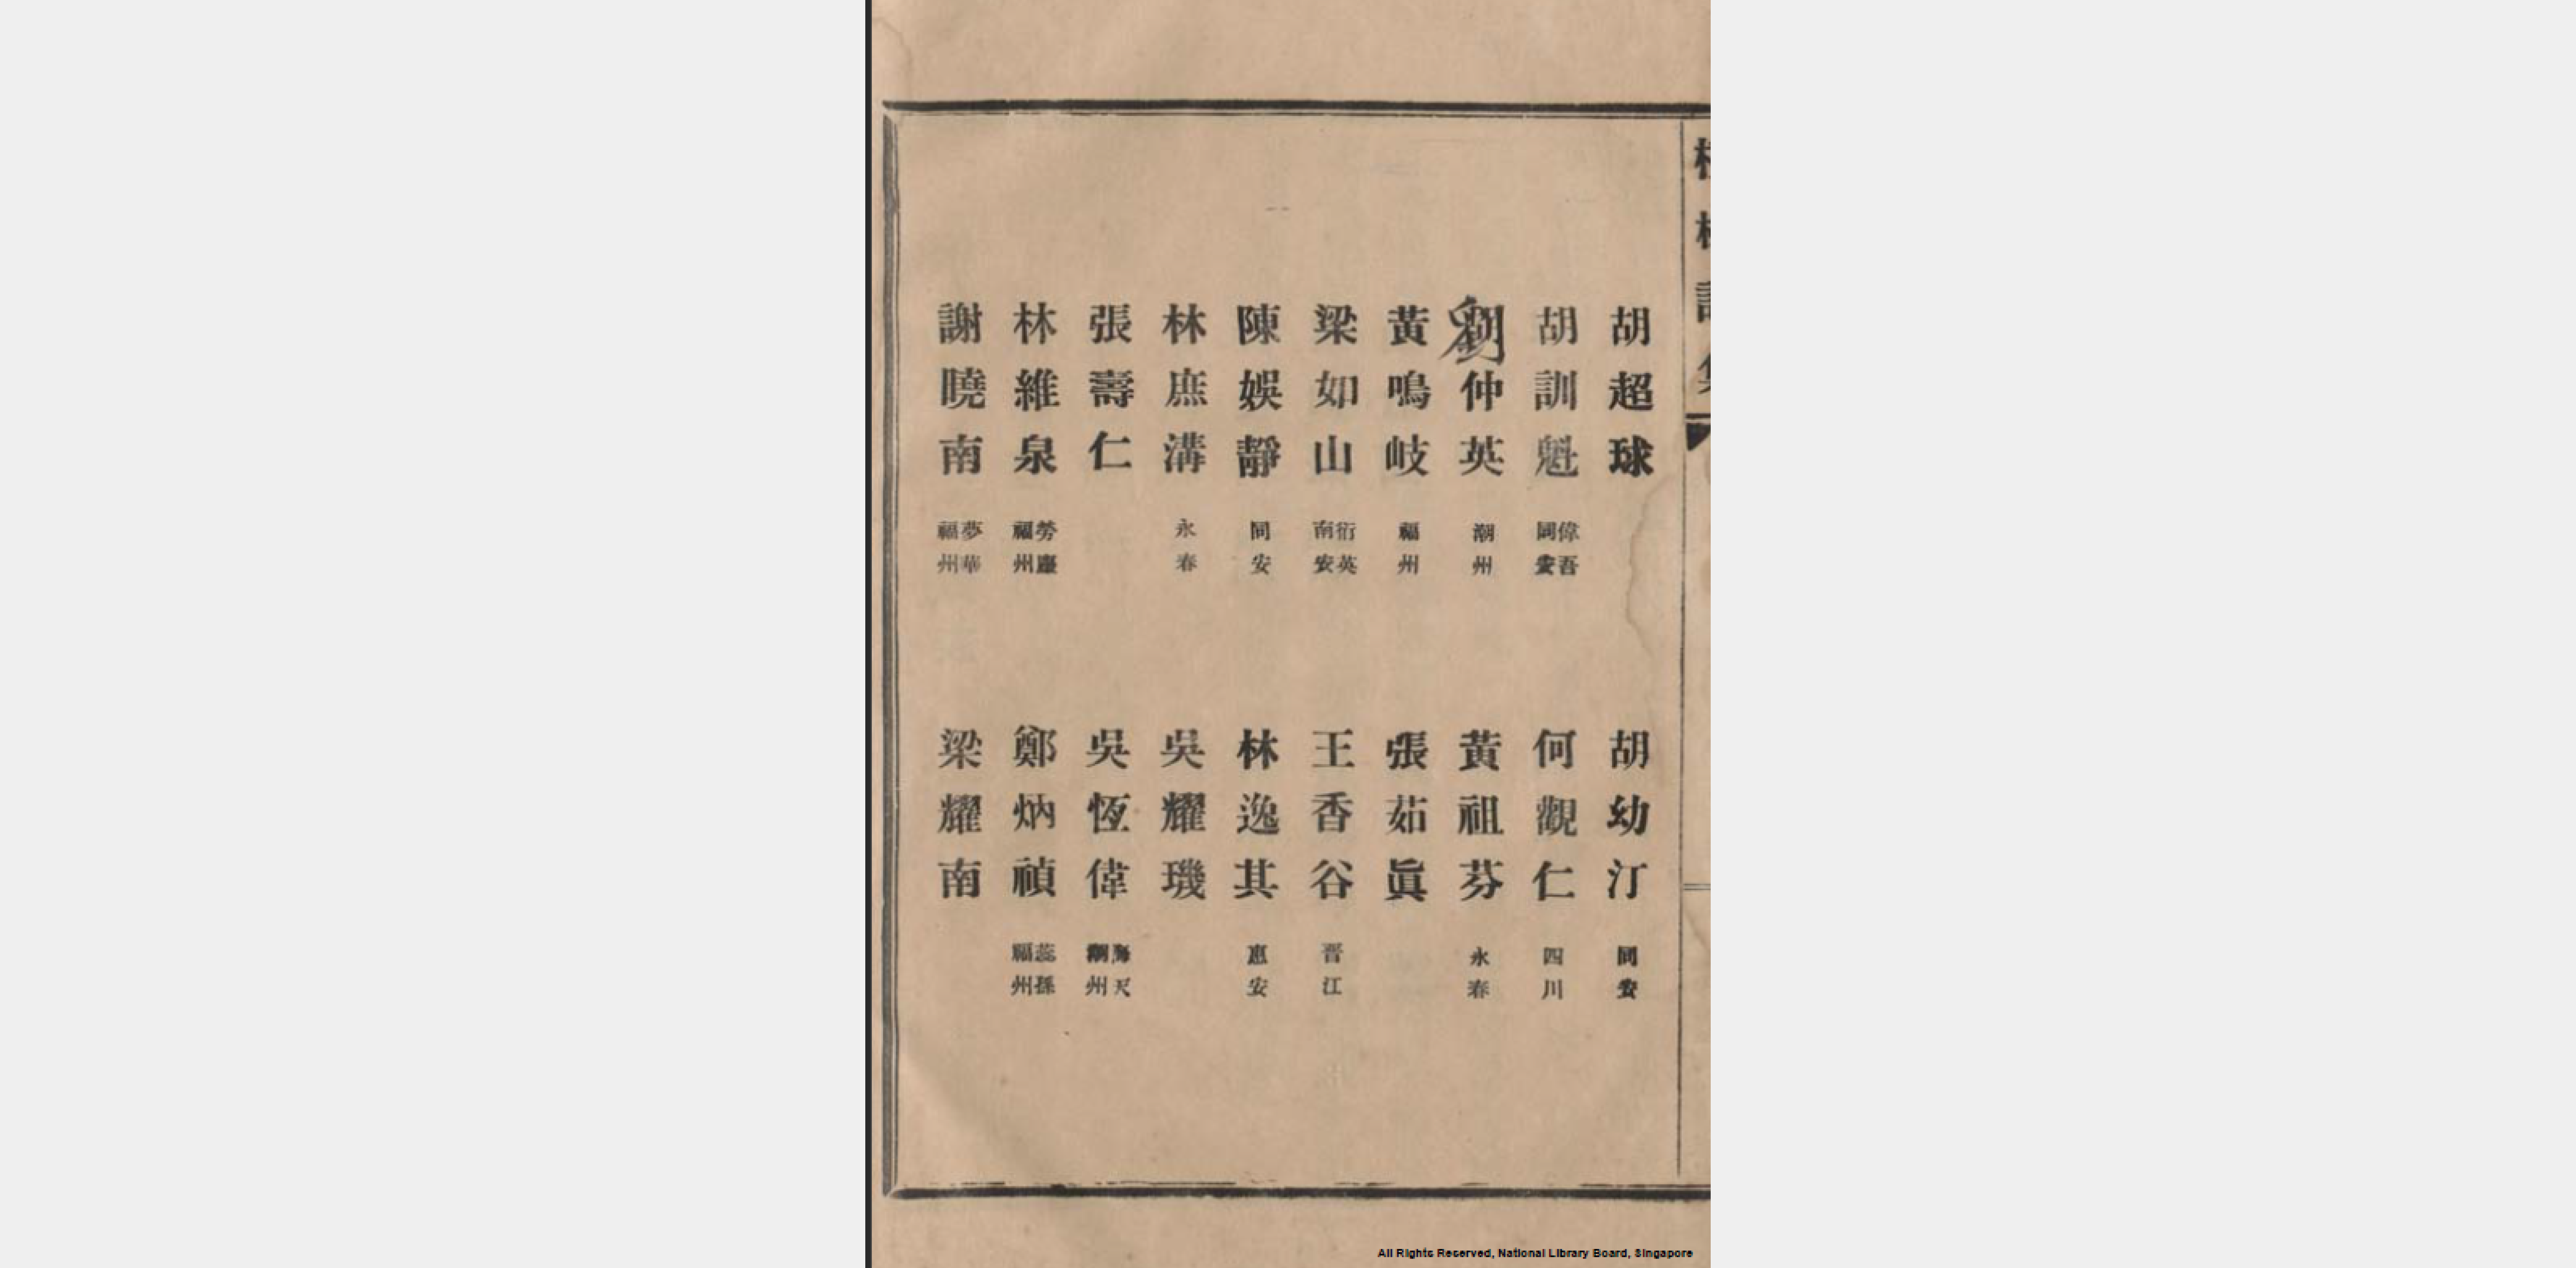 胡超球
胡訓魁 偉吾 同安
劉仲英 潮州
黃鳴岐 福州
梁如山 衍英 南安
陳娛靜 同安
林庶溝 永春
張壽仁
林維泉 勞廬 福州
謝曉南 夢華 福州
胡幼汀 同安
何觀仁 四川
黃祖芬 永春
張茹眞
王香谷 晉江
林逸其 惠安
吳耀璣
吳恆偉 海天 潮州
鄭炳禎 蕊孫 福州
梁耀南
All Rights Reserved, National Library Board, Singapore